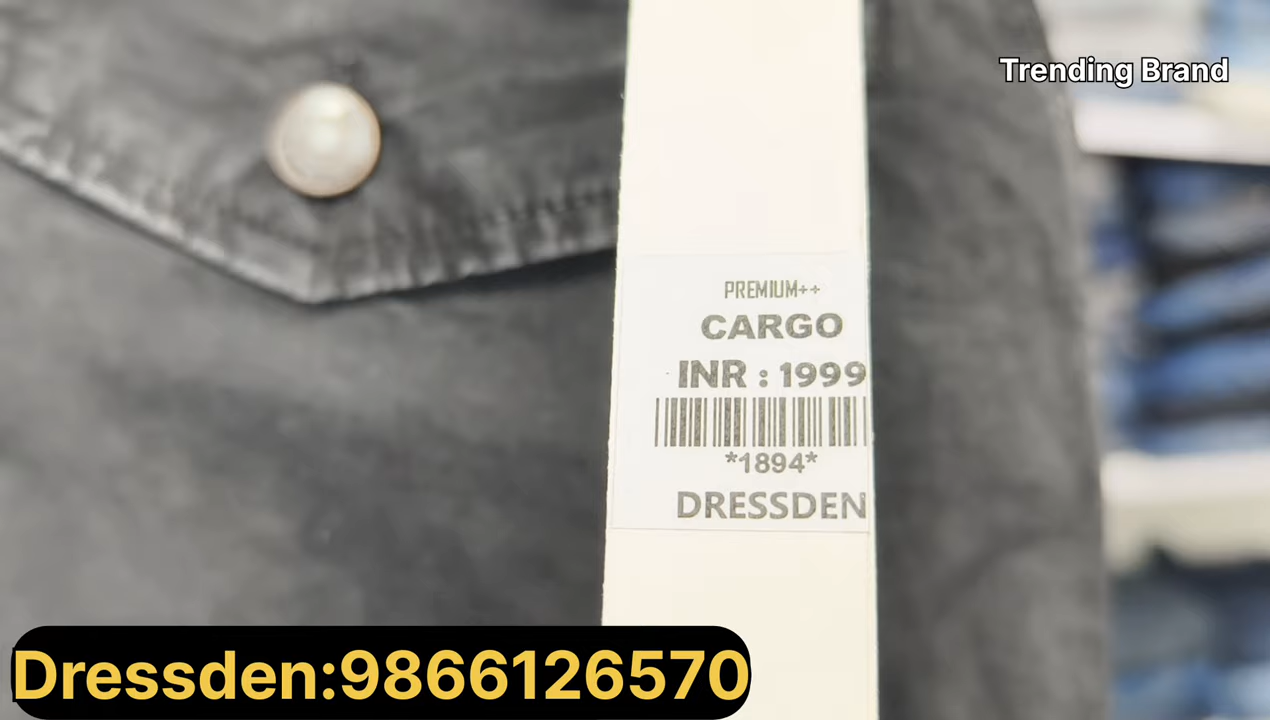 Trending Brand
PREMIUM++
CARGO
INR : 1999
*1894*
DRESSDEN
Dressden:9866126570